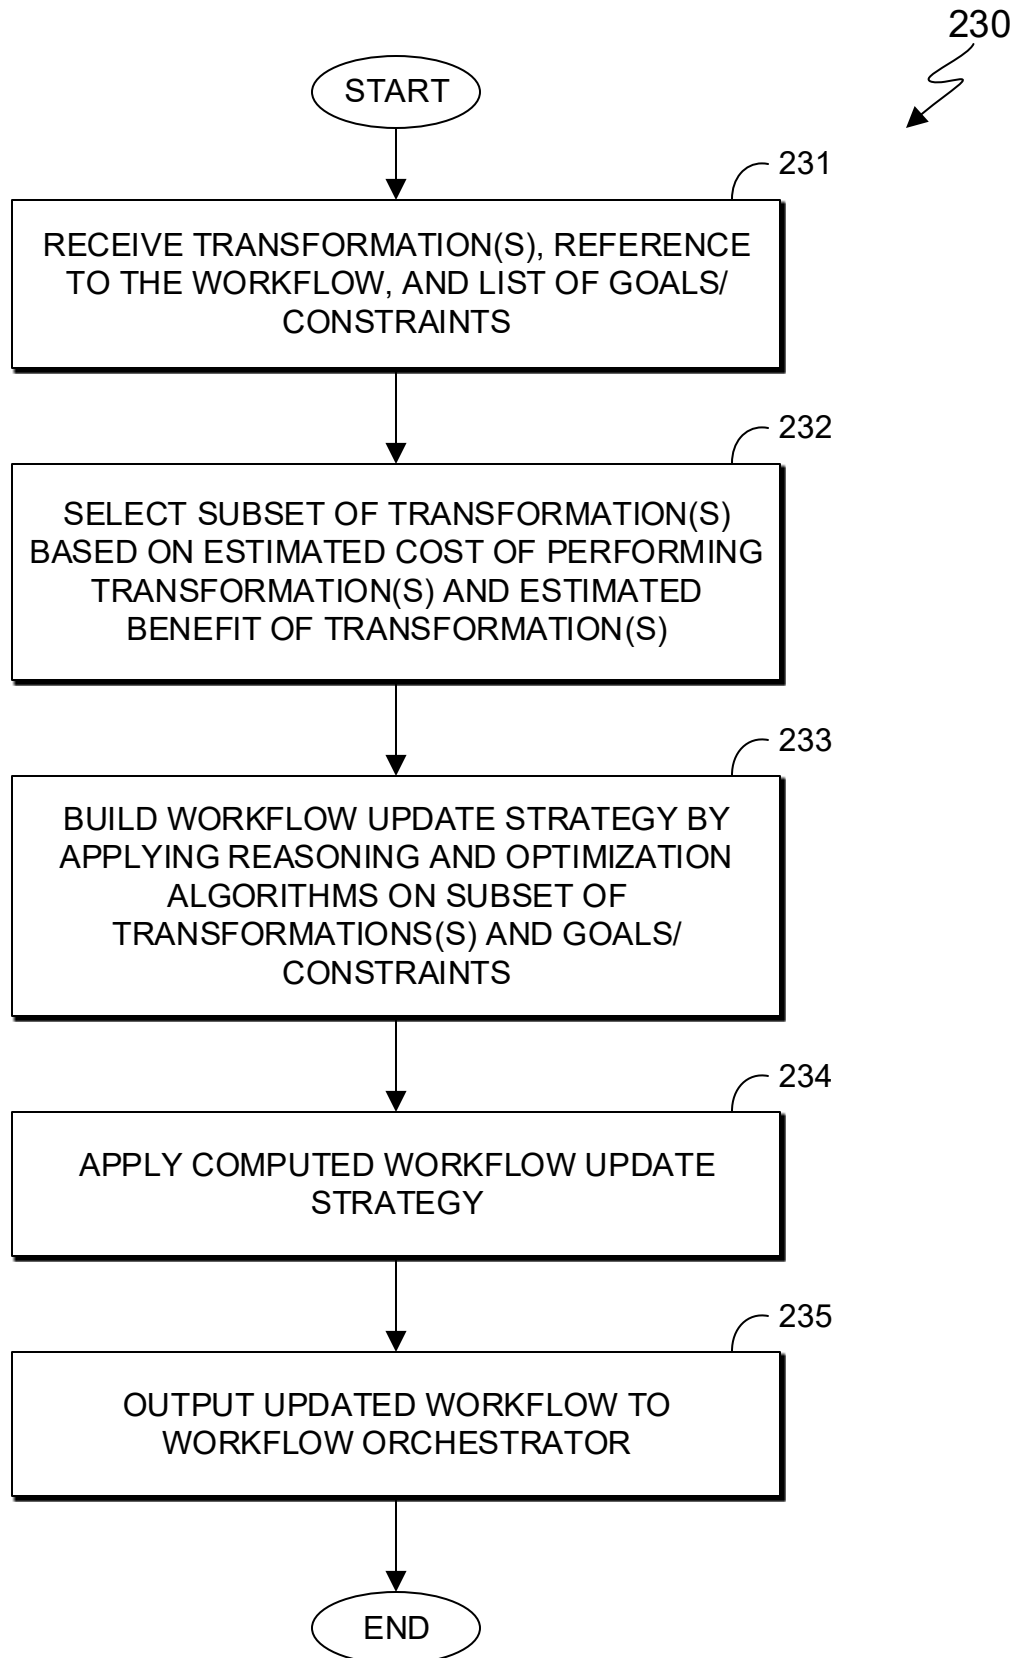 230
START
231
RECEIVE TRANSFORMATION(S), REFERENCE
TO THE WORKFLOW, AND LIST OF GOALS/
CONSTRAINTS
232
SELECT SUBSET OF TRANSFORMATION(S)
BASED ON ESTIMATED COST OF PERFORMING
TRANSFORMATION(S) AND ESTIMATED
BENEFIT OF TRANSFORMATION(S)
233
BUILD WORKFLOW UPDATE STRATEGY BY
APPLYING REASONING AND OPTIMIZATION
ALGORITHMS ON SUBSET OF
TRANSFORMATIONS(S) AND GOALS/
CONSTRAINTS
234
APPLY COMPUTED WORKFLOW UPDATE
STRATEGY
235
OUTPUT UPDATED WORKFLOW TO
WORKFLOW ORCHESTRATOR
END